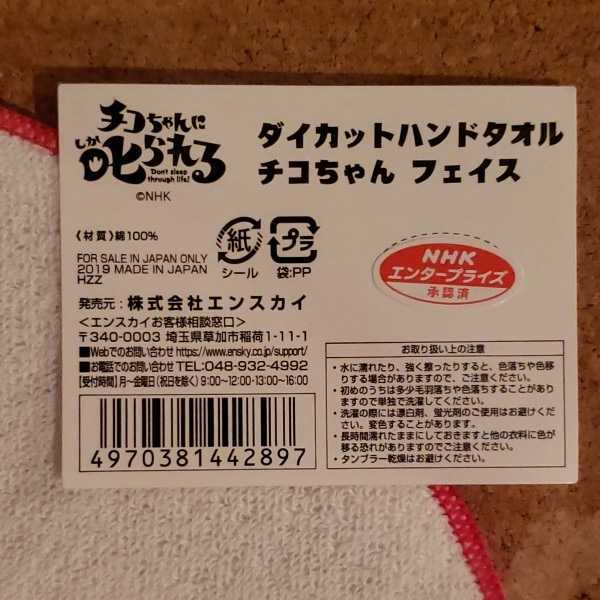 チコちゃんに
しか
叱られる
Don't sleep
through life!
©NHK
ダイカットハンドタオル
チコちゃん フェイス
《材質》綿100%
FOR SALE IN JAPAN ONLY
2019 MADE IN JAPAN
HZZ
紙
シール
プラ
袋:PP
NHK
エンタープライズ
承認済
発売元:株式会社エンスカイ
<エンスカイお客様相談窓口>
〒340-0003 埼玉県草加市稲荷1-11-1
■Webでのお問い合わせ https://www.ensky.co.jp/support/
■お電話でのお問い合わせ TEL:048-932-4992
[受付時間]月~金曜日(祝日を除く) 9:00~12:00・13:00~16:00
4970381442897
お取り扱い上の注意
・水に濡れたり、強く擦ったりすると、色落ちや色移
りする場合がありますので、ご注意ください。
・初めのうちは多少毛羽落ちや色落ちすることがあり
ますので単独で洗濯してください。
・洗濯の際には漂白剤、蛍光剤のご使用はお避けくだ
さい。変色することがあります。
・長時間濡れたままにしておきますと他の衣料に色が
移る恐れがありますのでご注意ください。
・タンブラー乾燥はお避けください。